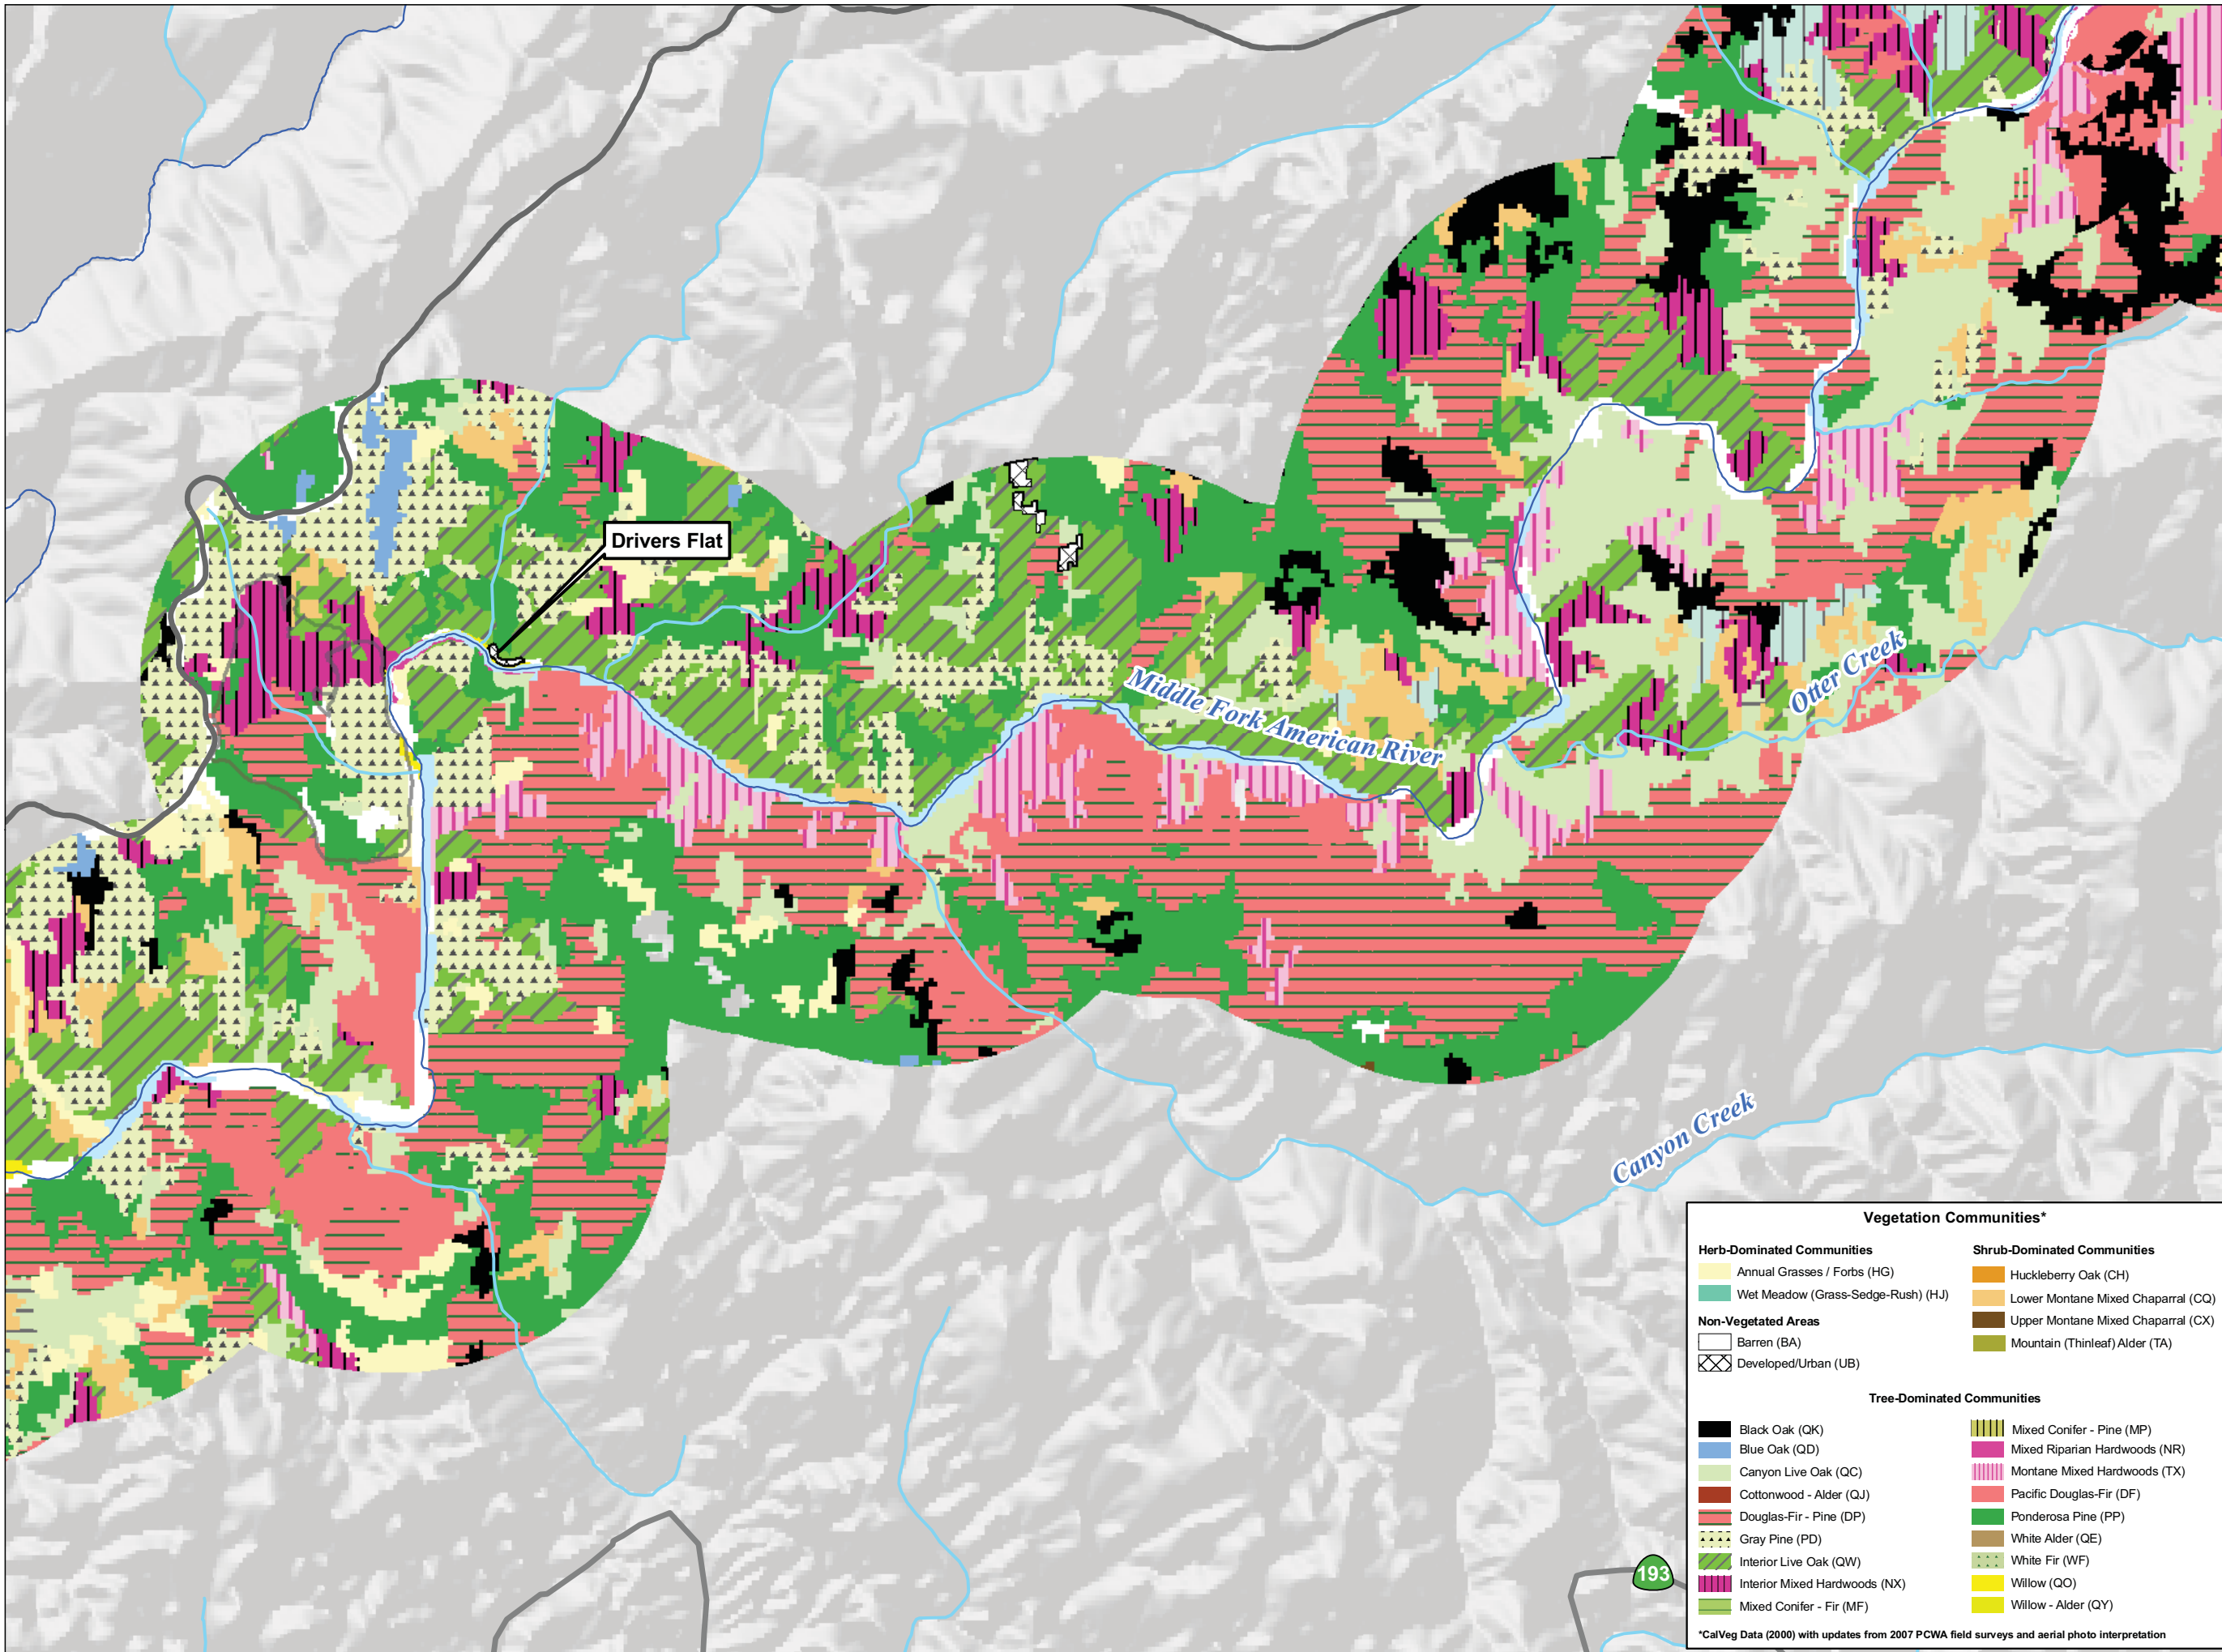 Drivers Flat
Middle Fork American River
Otter Creek
Canyon Creek
193
Vegetation Communities*
Herb-Dominated Communities
Annual Grasses / Forbs (HG)
Wet Meadow (Grass-Sedge-Rush) (HJ)
Non-Vegetated Areas
Barren (BA)
Developed/Urban (UB)
Shrub-Dominated Communities
Huckleberry Oak (CH)
Lower Montane Mixed Chaparral (CQ)
Upper Montane Mixed Chaparral (CX)
Mountain (Thinleaf) Alder (TA)
Tree-Dominated Communities
Black Oak (QK)
Blue Oak (QD)
Canyon Live Oak (QC)
Cottonwood - Alder (QJ)
Douglas-Fir - Pine (DP)
Gray Pine (PD)
Interior Live Oak (QW)
Interior Mixed Hardwoods (NX)
Mixed Conifer - Fir (MF)
Mixed Conifer - Pine (MP)
Mixed Riparian Hardwoods (NR)
Montane Mixed Hardwoods (TX)
Pacific Douglas-Fir (DF)
Ponderosa Pine (PP)
White Alder (QE)
White Fir (WF)
Willow (QO)
Willow - Alder (QY)
*CalVeg Data (2000) with updates from 2007 PCWA field surveys and aerial photo interpretation